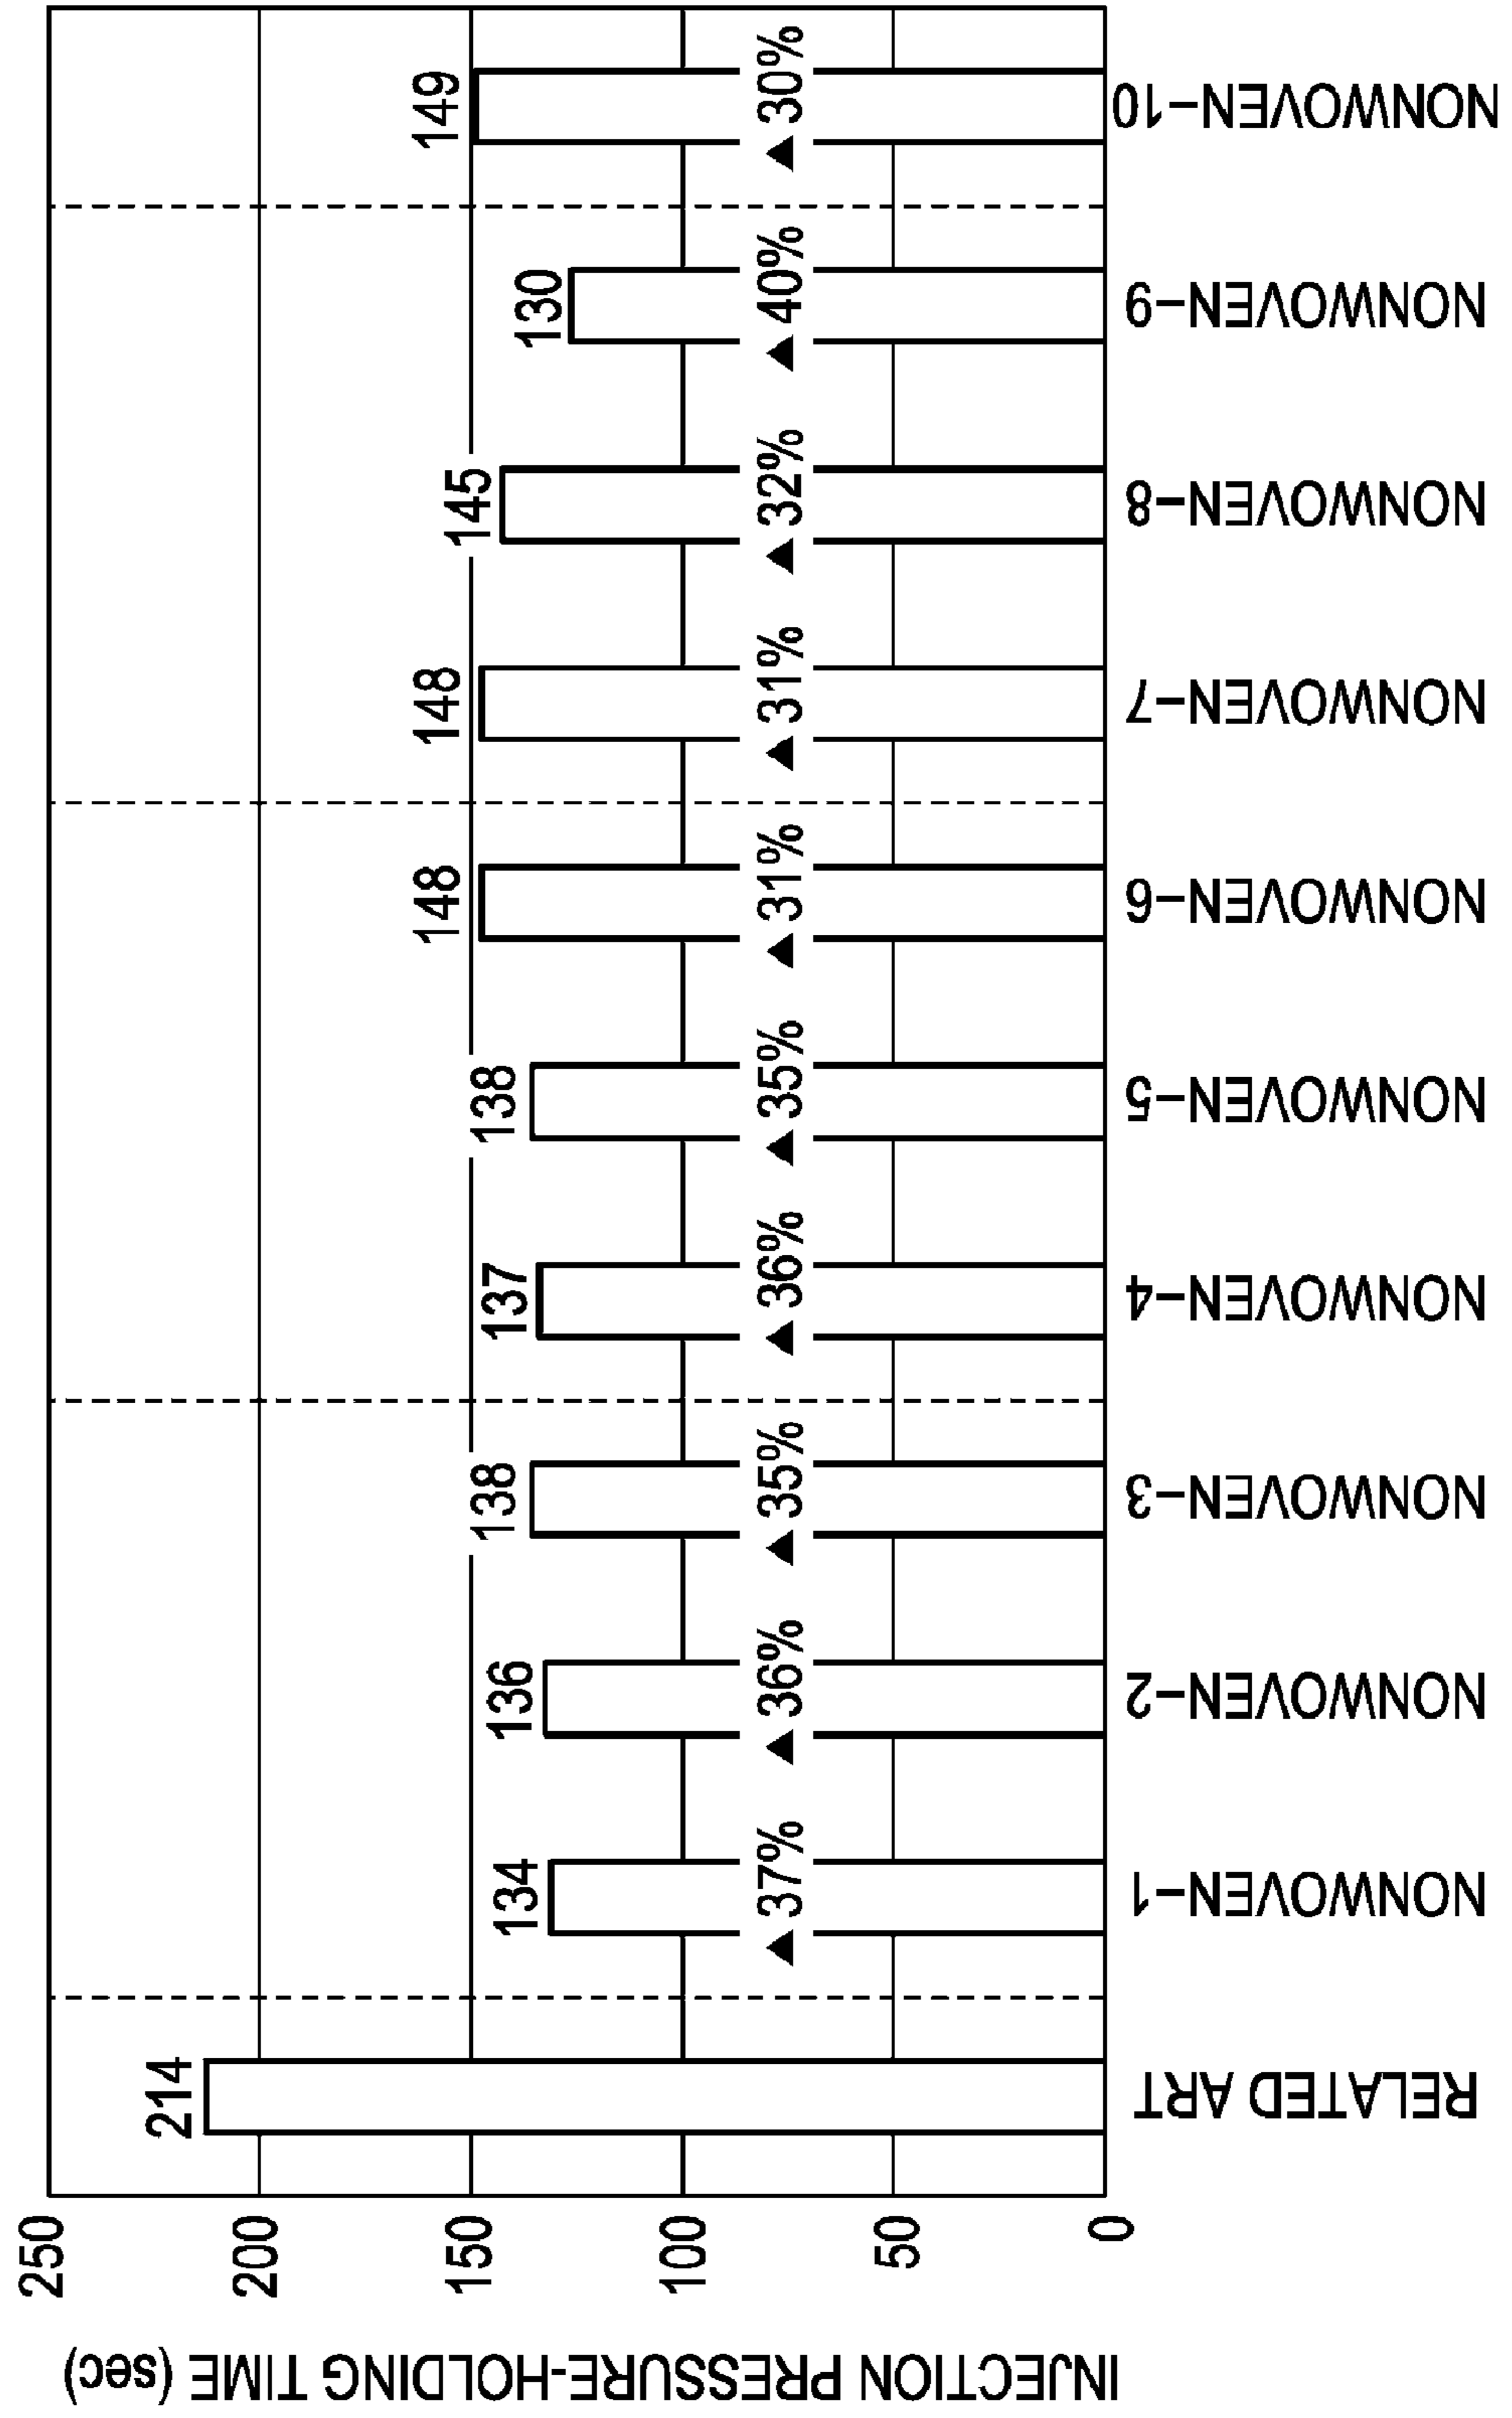 INJECTION PRESSURE-HOLDING TIME (sec)
250
200
150
100
50
0
214
134
136
138
137
138
148
148
145
130
149
▲37%
▲36%
▲35%
▲36%
▲35%
▲31%
▲31%
▲32%
▲40%
▲30%
RELATED ART
NONWOVEN-1
NONWOVEN-2
NONWOVEN-3
NONWOVEN-4
NONWOVEN-5
NONWOVEN-6
NONWOVEN-7
NONWOVEN-8
NONWOVEN-9
NONWOVEN-10